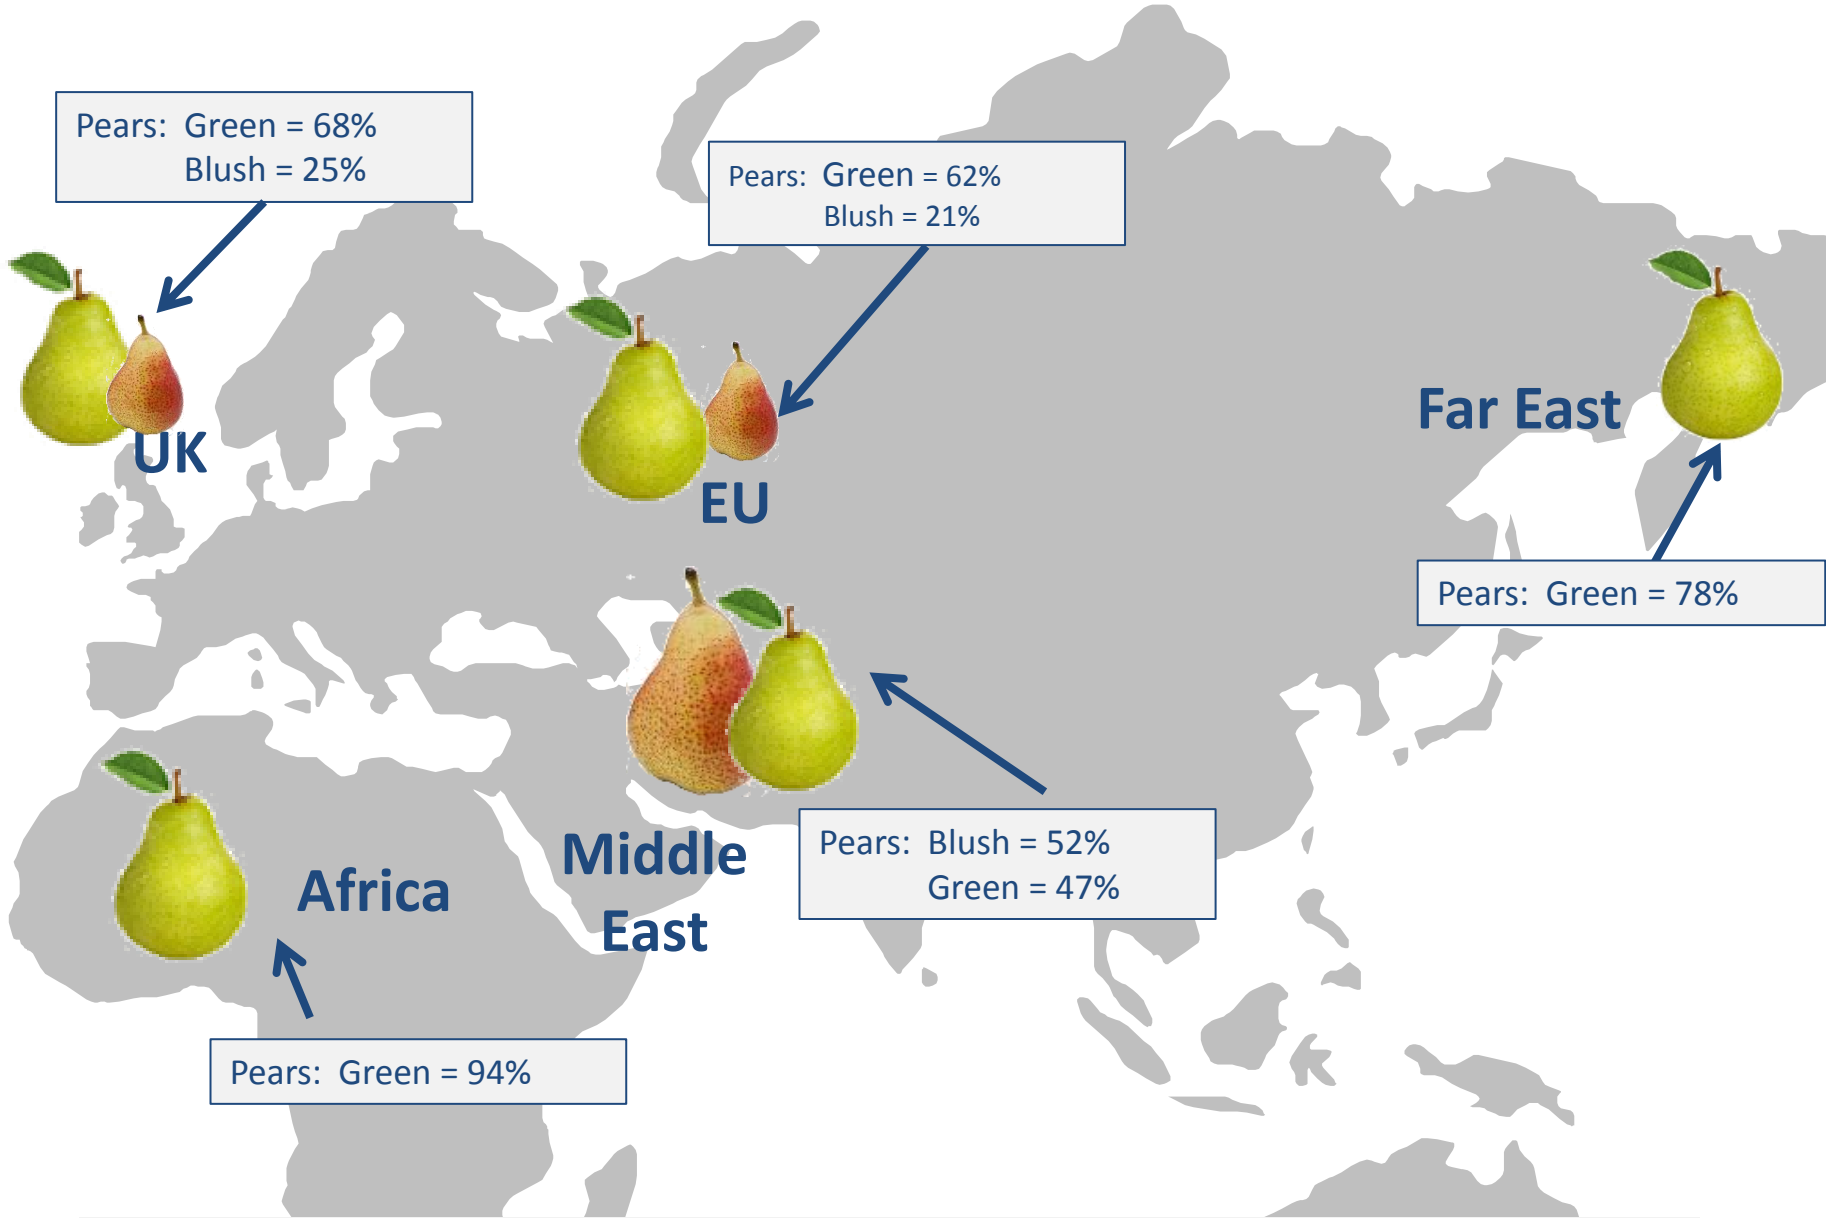 Pears: Green = 68%
Blush = 25%
Pears: Green = 62%
Blush = 21%
UK
EU
Far East
Pears: Green = 78%
Middle
East
Pears: Blush = 52%
Green = 47%
Africa
Pears: Green = 94%